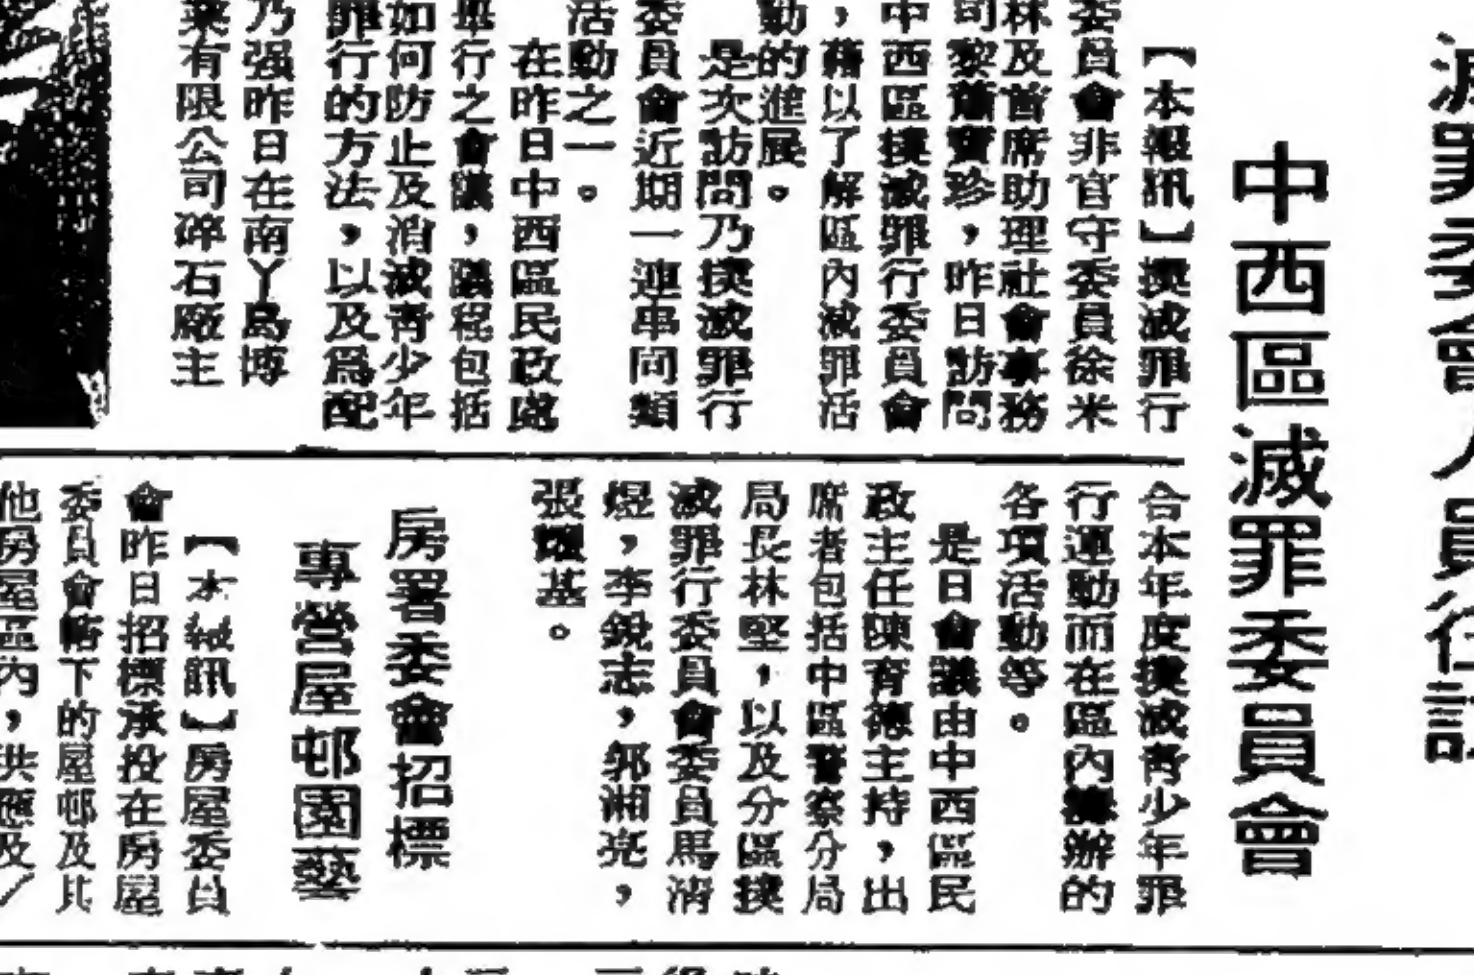 滅罪委會人員往訪
中西區滅罪委員會
【本報訊】撲滅罪行
委員會非官守委員徐米
林及首席助理社會事務
司黎蕭寶珍，昨日訪問
中西區撲滅罪行委員會
，藉以了解區內滅罪活
動的進展。
是次訪問乃撲滅罪行
委員會近期一連串同類
活動之一。
在昨日中西區民政處
舉行之會議，議程包括
如何防止及消滅青少年
罪行的方法，以及爲配
合本年度撲滅青少年罪
行運動而在區內舉辦的
各項活動等。
是日會議由中西區民
政主任陳育德主持，出
席者包括中區警察分局
局長林堅，以及分區撲
滅罪行委員會委員馬清
煜，李銳志，郭湘亮，
張基。
乃强昨日在南丫島博
業有限公司碎石廠主
房署委會招標
專營屋邨園藝
【本報訊】房屋委員
會昨日招標承投在房屋
委員會轄下的屋邨及其
他房屋區內，供應及